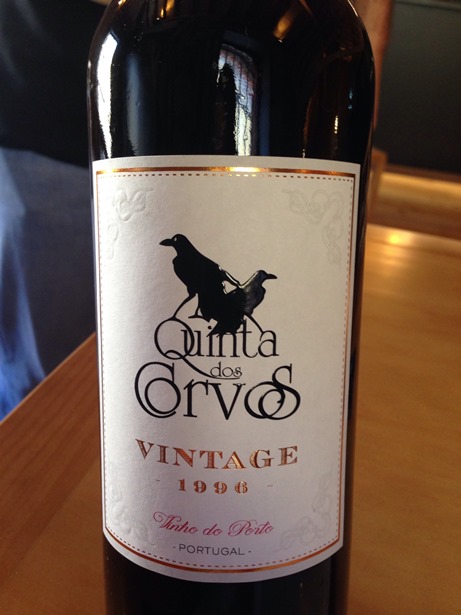 Quinta
dos
Corvos
VINTAGE
- 1996 -
Vinho do Porto
- PORTUGAL -